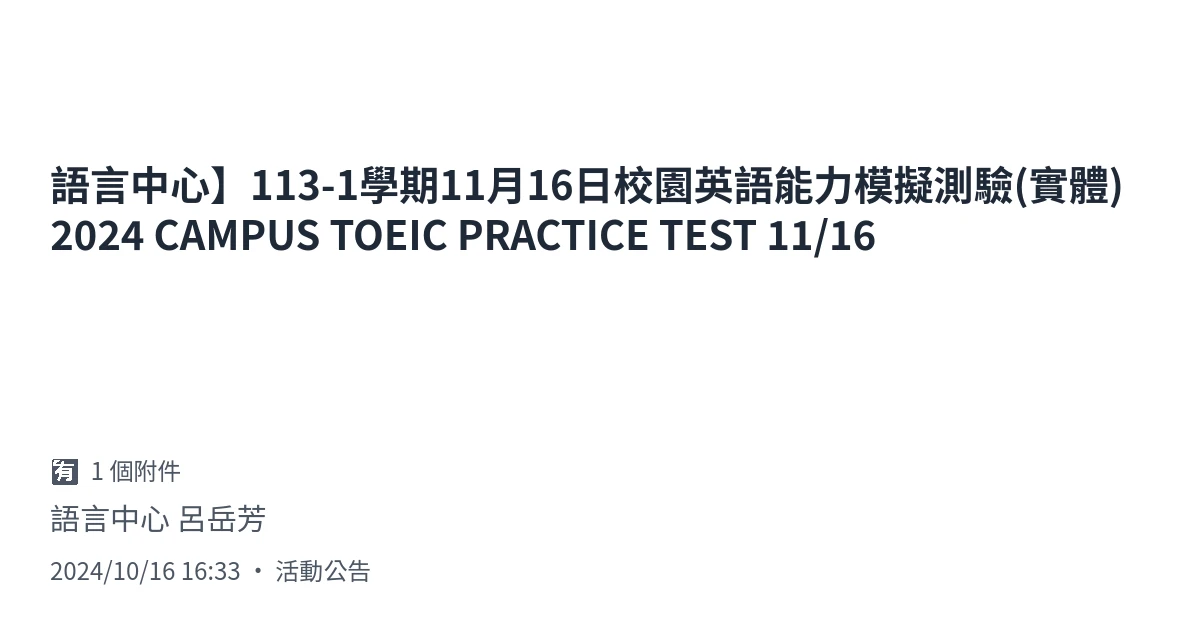 語言中心】113-1學期11月16日校園英語能力模擬測驗(實體)
2024 CAMPUS TOEIC PRACTICE TEST 11/16
有 1 個附件
語言中心 呂岳芳
2024/10/16 16:33 • 活動公告